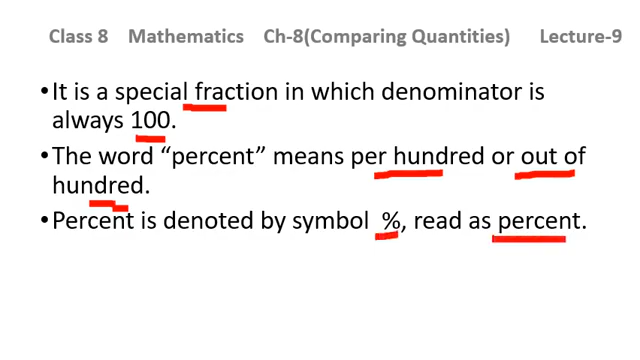 Class 8 Mathematics Ch-8(Comparing Quantities) Lecture-9
•It is a special fraction in which denominator is
always 100.
•The word “percent” means per hundred or out of
hundred.
•Percent is denoted by symbol %, read as percent.